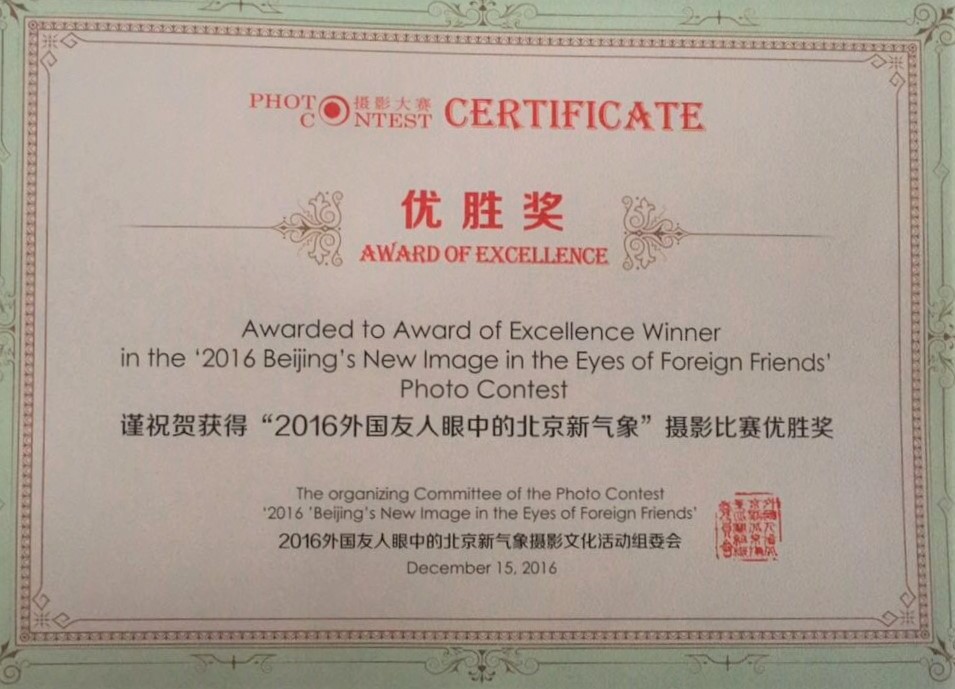 PHOTO 摄影大赛 CERTIFICATE
CONTEST
优胜奖
AWARD OF EXCELLENCE
Awarded to Award of Excellence Winner
in the ‘2016 Beijing’s New Image in the Eyes of Foreign Friends’
Photo Contest
谨祝贺获得“2016外国友人眼中的北京新气象”摄影比赛优胜奖
The organizing Committee of the Photo Contest
‘2016 ’Beijing’s New Image in the Eyes of Foreign Friends’
2016外国友人眼中的北京新气象摄影文化活动组委会
December 15, 2016